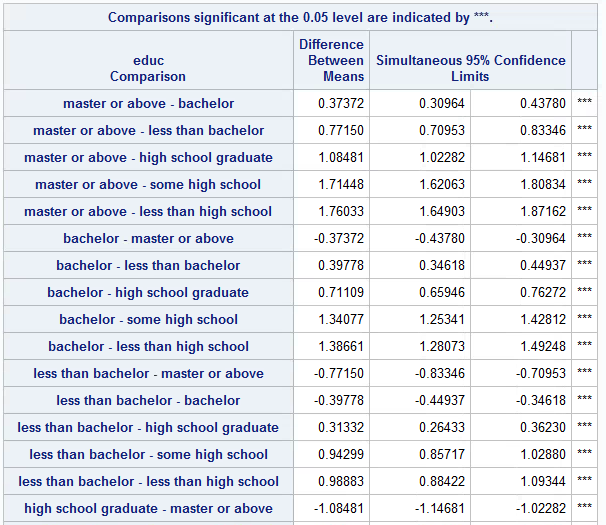 Comparisons significant at the 0.05 level are indicated by ***.
educ Comparison Difference Between Means Simultaneous 95% Confidence Limits
master or above - bachelor 0.37372 0.30964 0.43780 ***
master or above - less than bachelor 0.77150 0.70953 0.83346 ***
master or above - high school graduate 1.08481 1.02282 1.14681 ***
master or above - some high school 1.71448 1.62063 1.80834 ***
master or above - less than high school 1.76033 1.64903 1.87162 ***
bachelor - master or above -0.37372 -0.43780 -0.30964 ***
bachelor - less than bachelor 0.39778 0.34618 0.44937 ***
bachelor - high school graduate 0.71109 0.65946 0.76272 ***
bachelor - some high school 1.34077 1.25341 1.42812 ***
bachelor - less than high school 1.38661 1.28073 1.49248 ***
less than bachelor - master or above -0.77150 -0.83346 -0.70953 ***
less than bachelor - bachelor -0.39778 -0.44937 -0.34618 ***
less than bachelor - high school graduate 0.31332 0.26433 0.36230 ***
less than bachelor - some high school 0.94299 0.85717 1.02880 ***
less than bachelor - less than high school 0.98883 0.88422 1.09344 ***
high school graduate - master or above -1.08481 -1.14681 -1.02282 ***